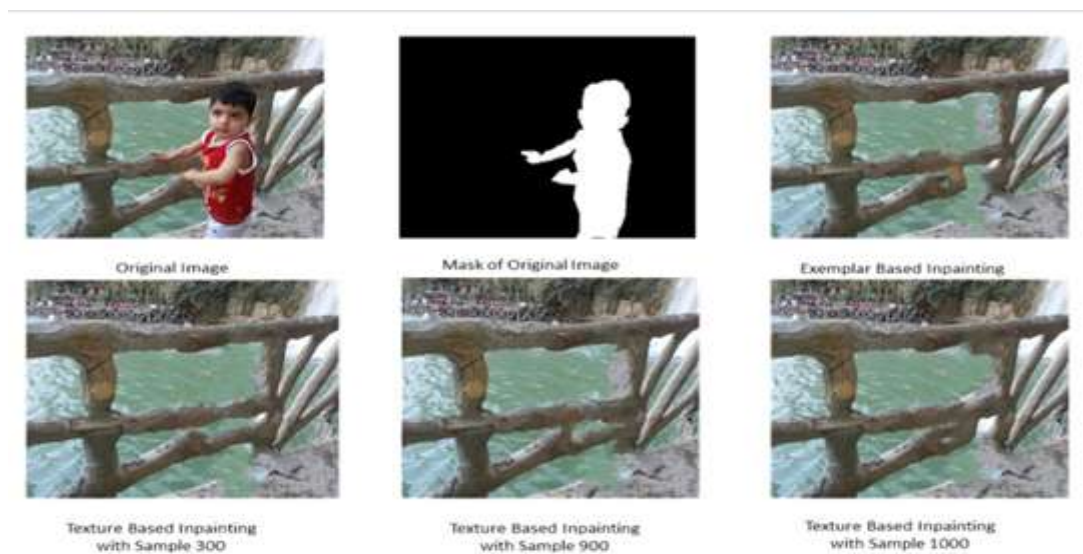 Original Image
Mask of Original Image
Exemplar Based Inpainting
Texture Based Inpainting
with Sample 300
Texture Based Inpainting
with Sample 900
Texture Based Inpainting
with Sample 1000